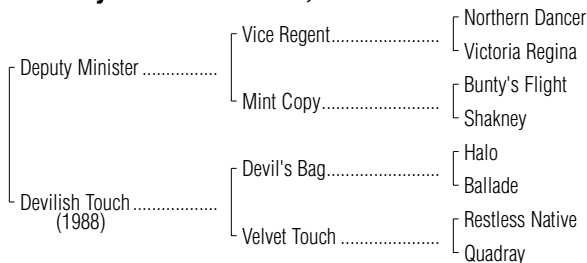 Northern Dancer
Vice Regent
Victoria Regina
Deputy Minister
Bunty's Flight
Mint Copy
Shakney
Halo
Devil's Bag
Ballade
Devilish Touch
(1988)
Restless Native
Velvet Touch
Quadray